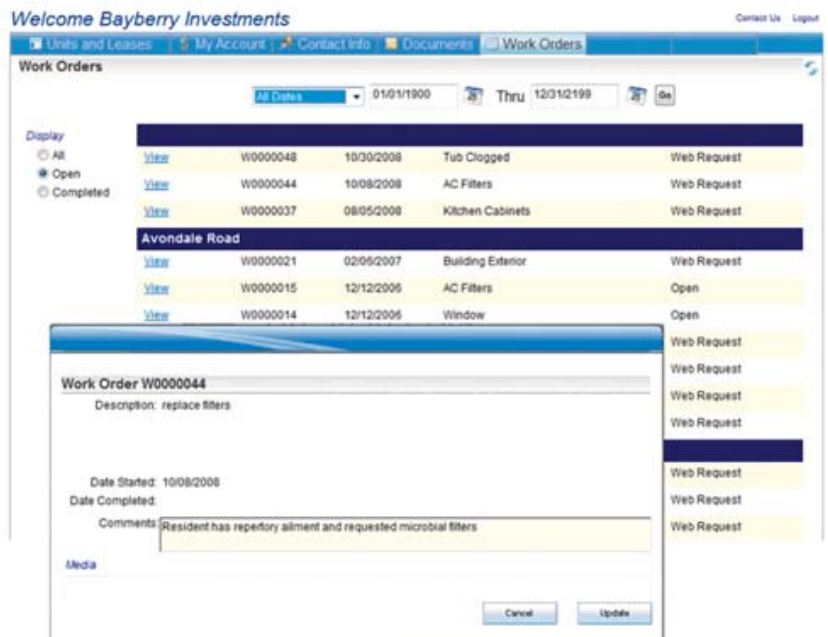 Welcome Bayberry Investments
Contact Us Logout
Units and Leases My Account Contact Info Documents Work Orders
Work Orders
All Dates 01/01/1900 Thru 12/31/2199 Go
Display
All
Open
Completed
View W0000048 10/30/2008 Tub Clogged Web Request
View W0000044 10/08/2008 AC Filters Web Request
View W0000037 08/05/2008 Kitchen Cabinets Web Request
Avondale Road
View W0000021 02/06/2007 Building Exterior Web Request
View W0000015 12/12/2006 AC Filters Open
View W0000014 12/12/2006 Window Open
Web Request
Web Request
Web Request
Web Request
Web Request
Web Request
Web Request
Work Order W0000044
Description: replace filters
Date Started: 10/08/2008
Date Completed:
Comments: Resident has repertory ailment and requested microbial filters
Media
Cancel Update